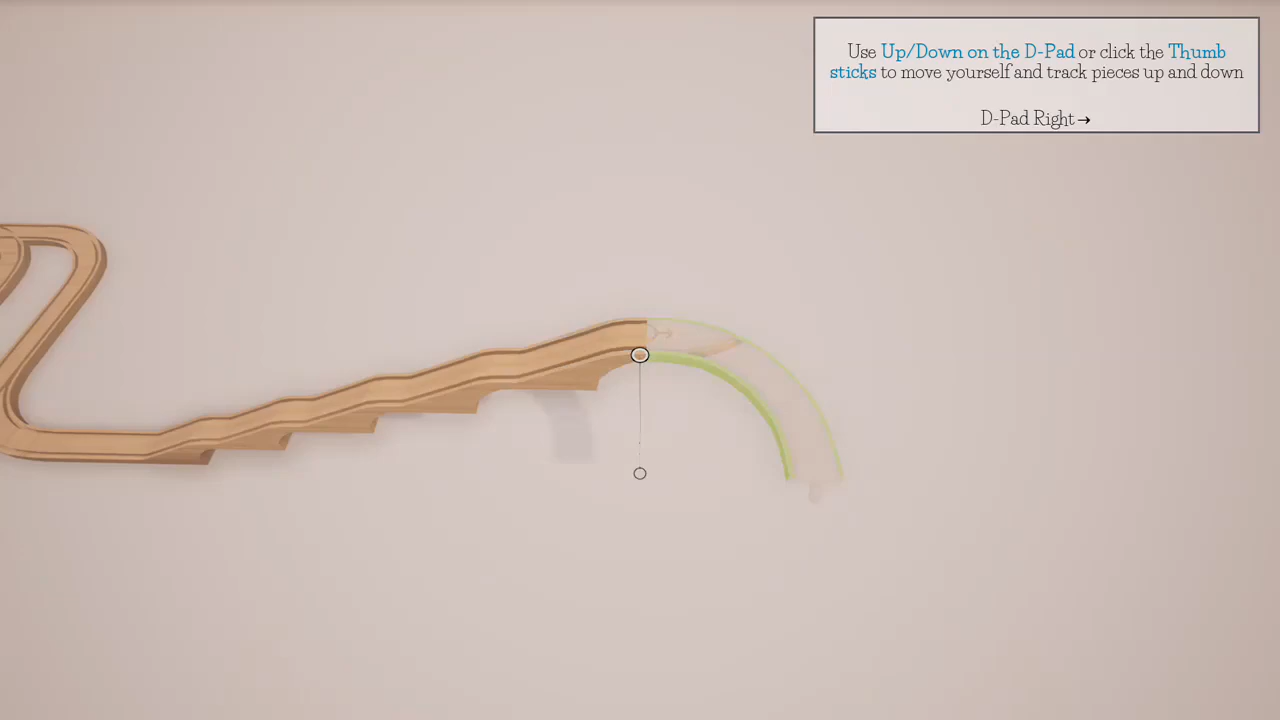 Use Up/Down on the D-Pad or click the Thumb
sticks to move yourself and track pieces up and down
D-Pad Right →